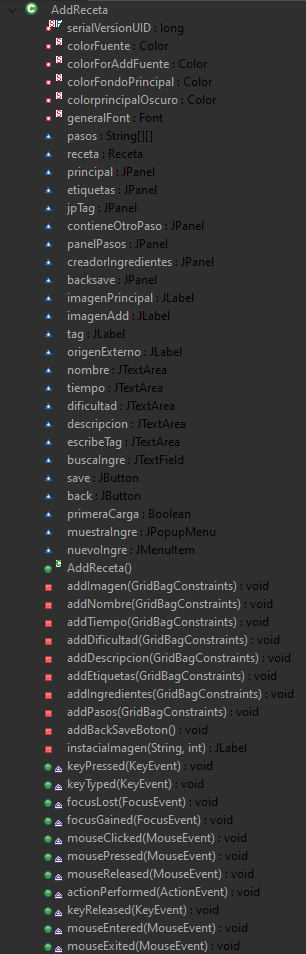 AddReceta
serialVersionUID : long
colorFuente : Color
colorForAddFuente : Color
colorFondoPrincipal : Color
colorprincipalOscuro : Color
generalFont : Font
pasos : String[][]
receta : Receta
principal : JPanel
etiquetas : JPanel
jpTag : JPanel
contieneOtroPaso : JPanel
panelPasos : JPanel
creadorIngredientes : JPanel
backsave : JPanel
imagenPrincipal : JLabel
imagenAdd : JLabel
tag : JLabel
origenExterno : JLabel
nombre : JTextArea
tiempo : JTextArea
dificultad : JTextArea
descripcion : JTextArea
escribeTag : JTextArea
buscaIngre : JTextField
save : JButton
back : JButton
primeraCarga : Boolean
muestraIngre : JPopupMenu
nuevoIngre : JMenuItem
AddReceta()
addImagen(GridBagConstraints) : void
addNombre(GridBagConstraints) : void
addTiempo(GridBagConstraints) : void
addDificultad(GridBagConstraints) : void
addDescripcion(GridBagConstraints) : void
addEtiquetas(GridBagConstraints) : void
addIngredientes(GridBagConstraints) : void
addPasos(GridBagConstraints) : void
addBackSaveBoton() : void
instaciaImagen(String, int) : JLabel
keyPressed(KeyEvent) : void
keyTyped(KeyEvent) : void
focusLost(FocusEvent) : void
focusGained(FocusEvent) : void
mouseClicked(MouseEvent) : void
mousePressed(MouseEvent) : void
mouseReleased(MouseEvent) : void
actionPerformed(ActionEvent) : void
keyReleased(KeyEvent) : void
mouseEntered(MouseEvent) : void
mouseExited(MouseEvent) : void